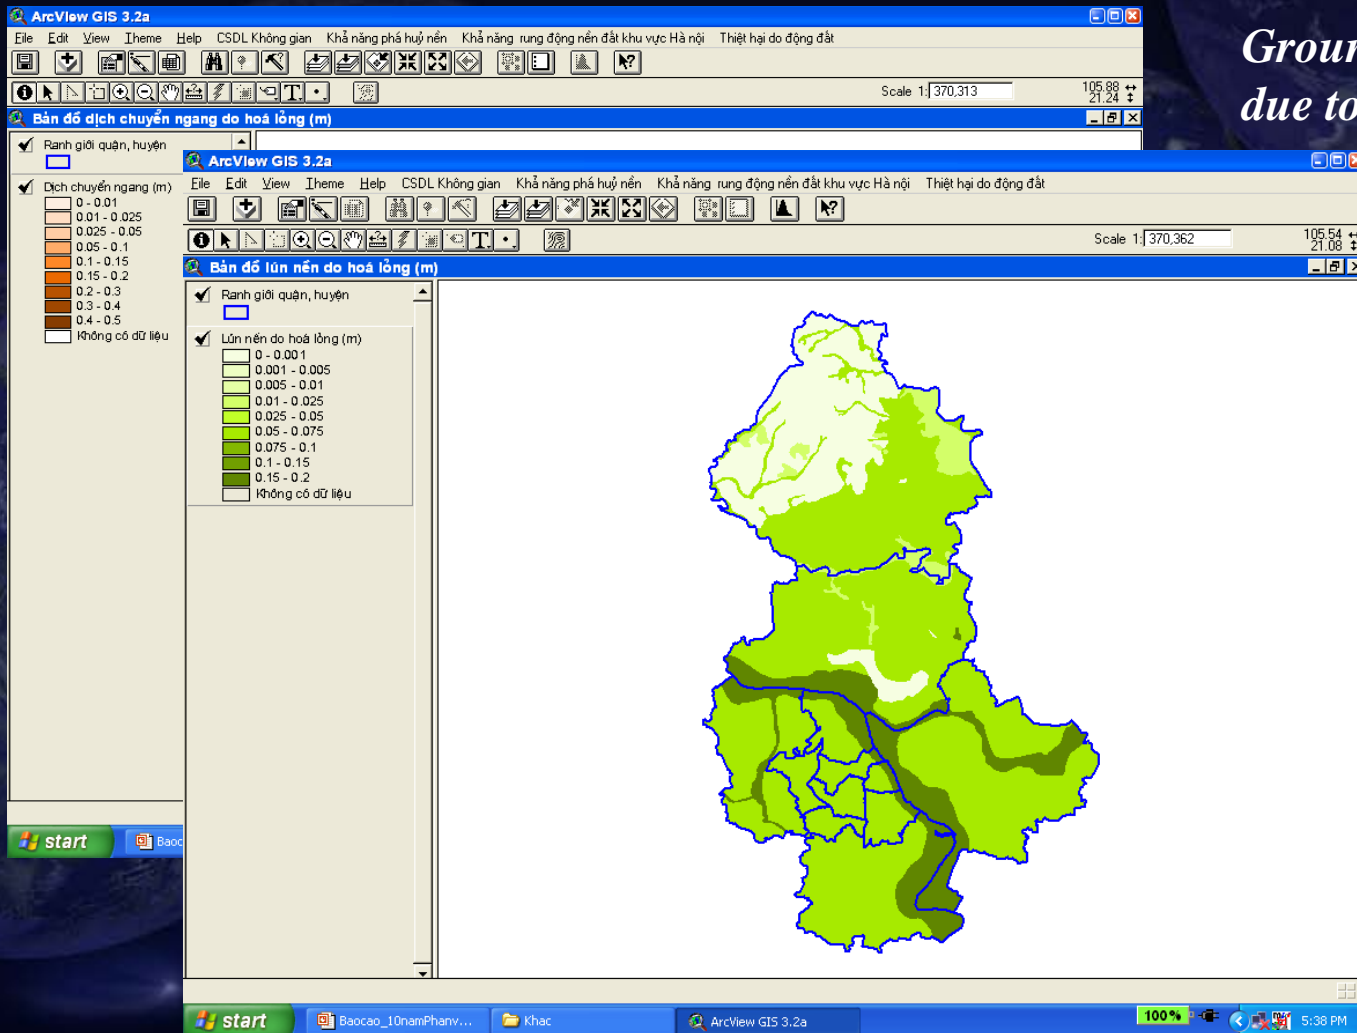 ArcView GIS 3.2a
File Edit View Theme Help CSDL Không gian Khả năng phá huỷ nền Khả năng rung động nền đất khu vực Hà nội Thiệt hại do động đất
Scale 1: 370,313
105.88
21.24
Bản đồ dịch chuyển ngang do hoá lỏng (m)
Ranh giới quận, huyện
Dịch chuyển ngang (m)
0 - 0.01
0.01 - 0.025
0.025 - 0.05
0.05 - 0.1
0.1 - 0.15
0.15 - 0.2
0.2 - 0.3
0.3 - 0.4
0.4 - 0.5
Không có dữ liệu
start
due to
ArcView GIS 3.2a
File Edit View Theme Help CSDL Không gian Khả năng phá huỷ nền Khả năng rung động nền đất khu vực Hà nội Thiệt hại do động đất
Scale 1: 370,362
105.54
21.08
Bản đồ lún nền do hoá lỏng (m)
Ranh giới quận, huyện
Lún nền do hoá lỏng (m)
0 - 0.001
0.001 - 0.005
0.005 - 0.01
0.01 - 0.025
0.025 - 0.05
0.05 - 0.075
0.075 - 0.1
0.1 - 0.15
0.15 - 0.2
Không có dữ liệu
start Baocao_10namPhanv... Khac ArcView GIS 3.2a 100% 5:38 PM